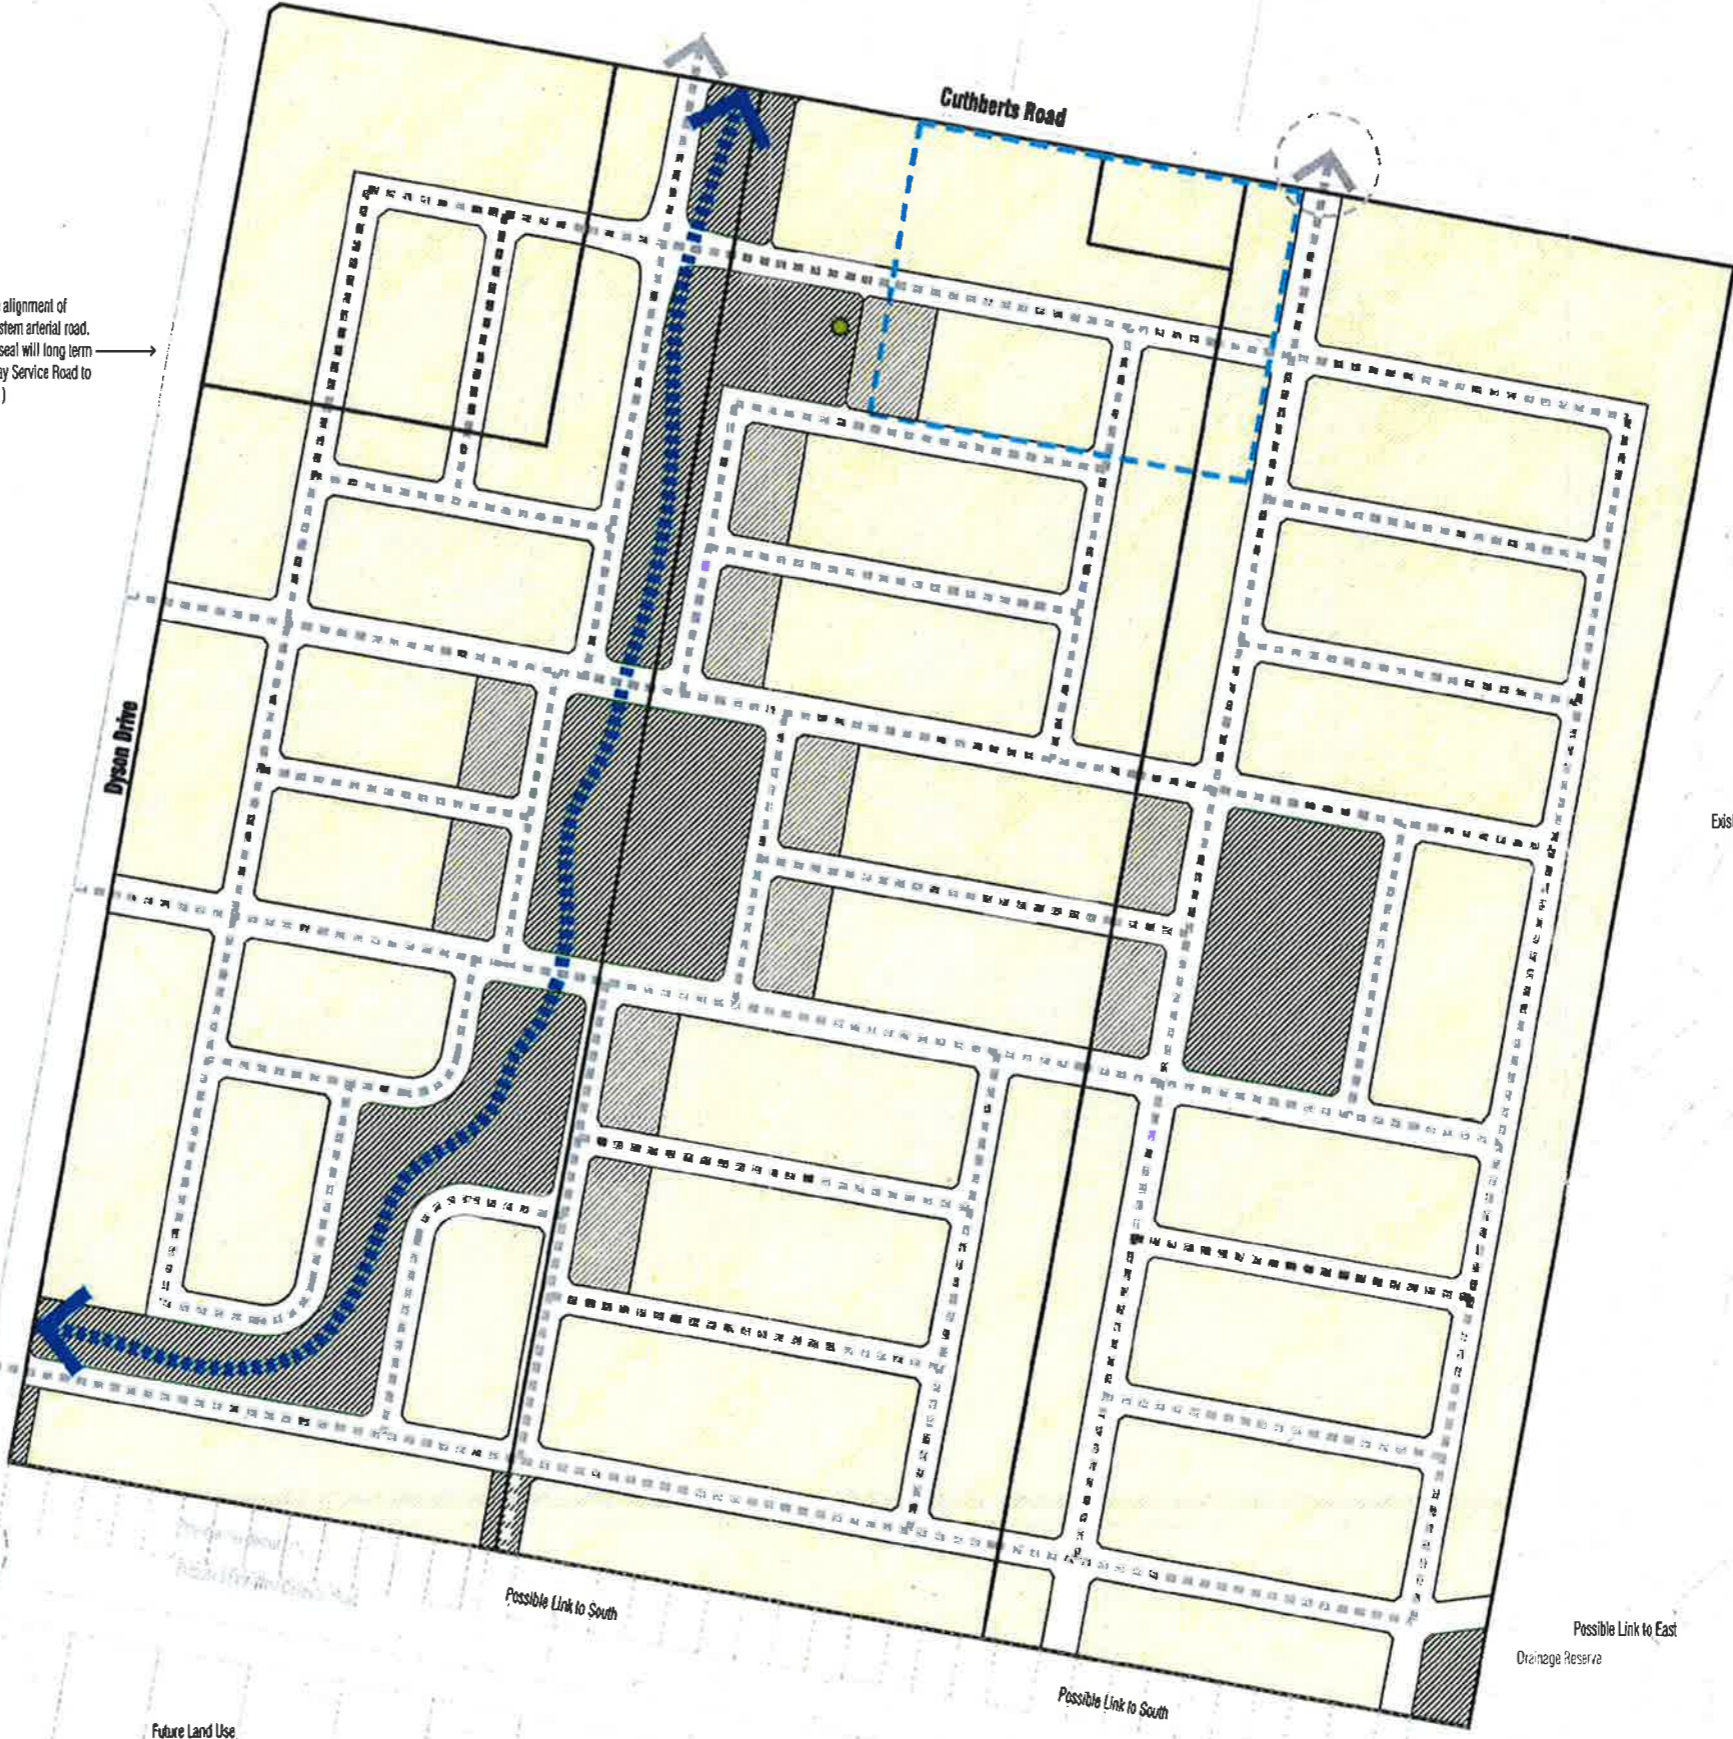 Cuthberts Road
alignment of
stern arterial road.
seal will long term
ay Service Road to
)
Dyson Drive
Exis
Possible Link to South
Possible Link to East
Drainage Reserve
Possible Link to South
Future Land Use